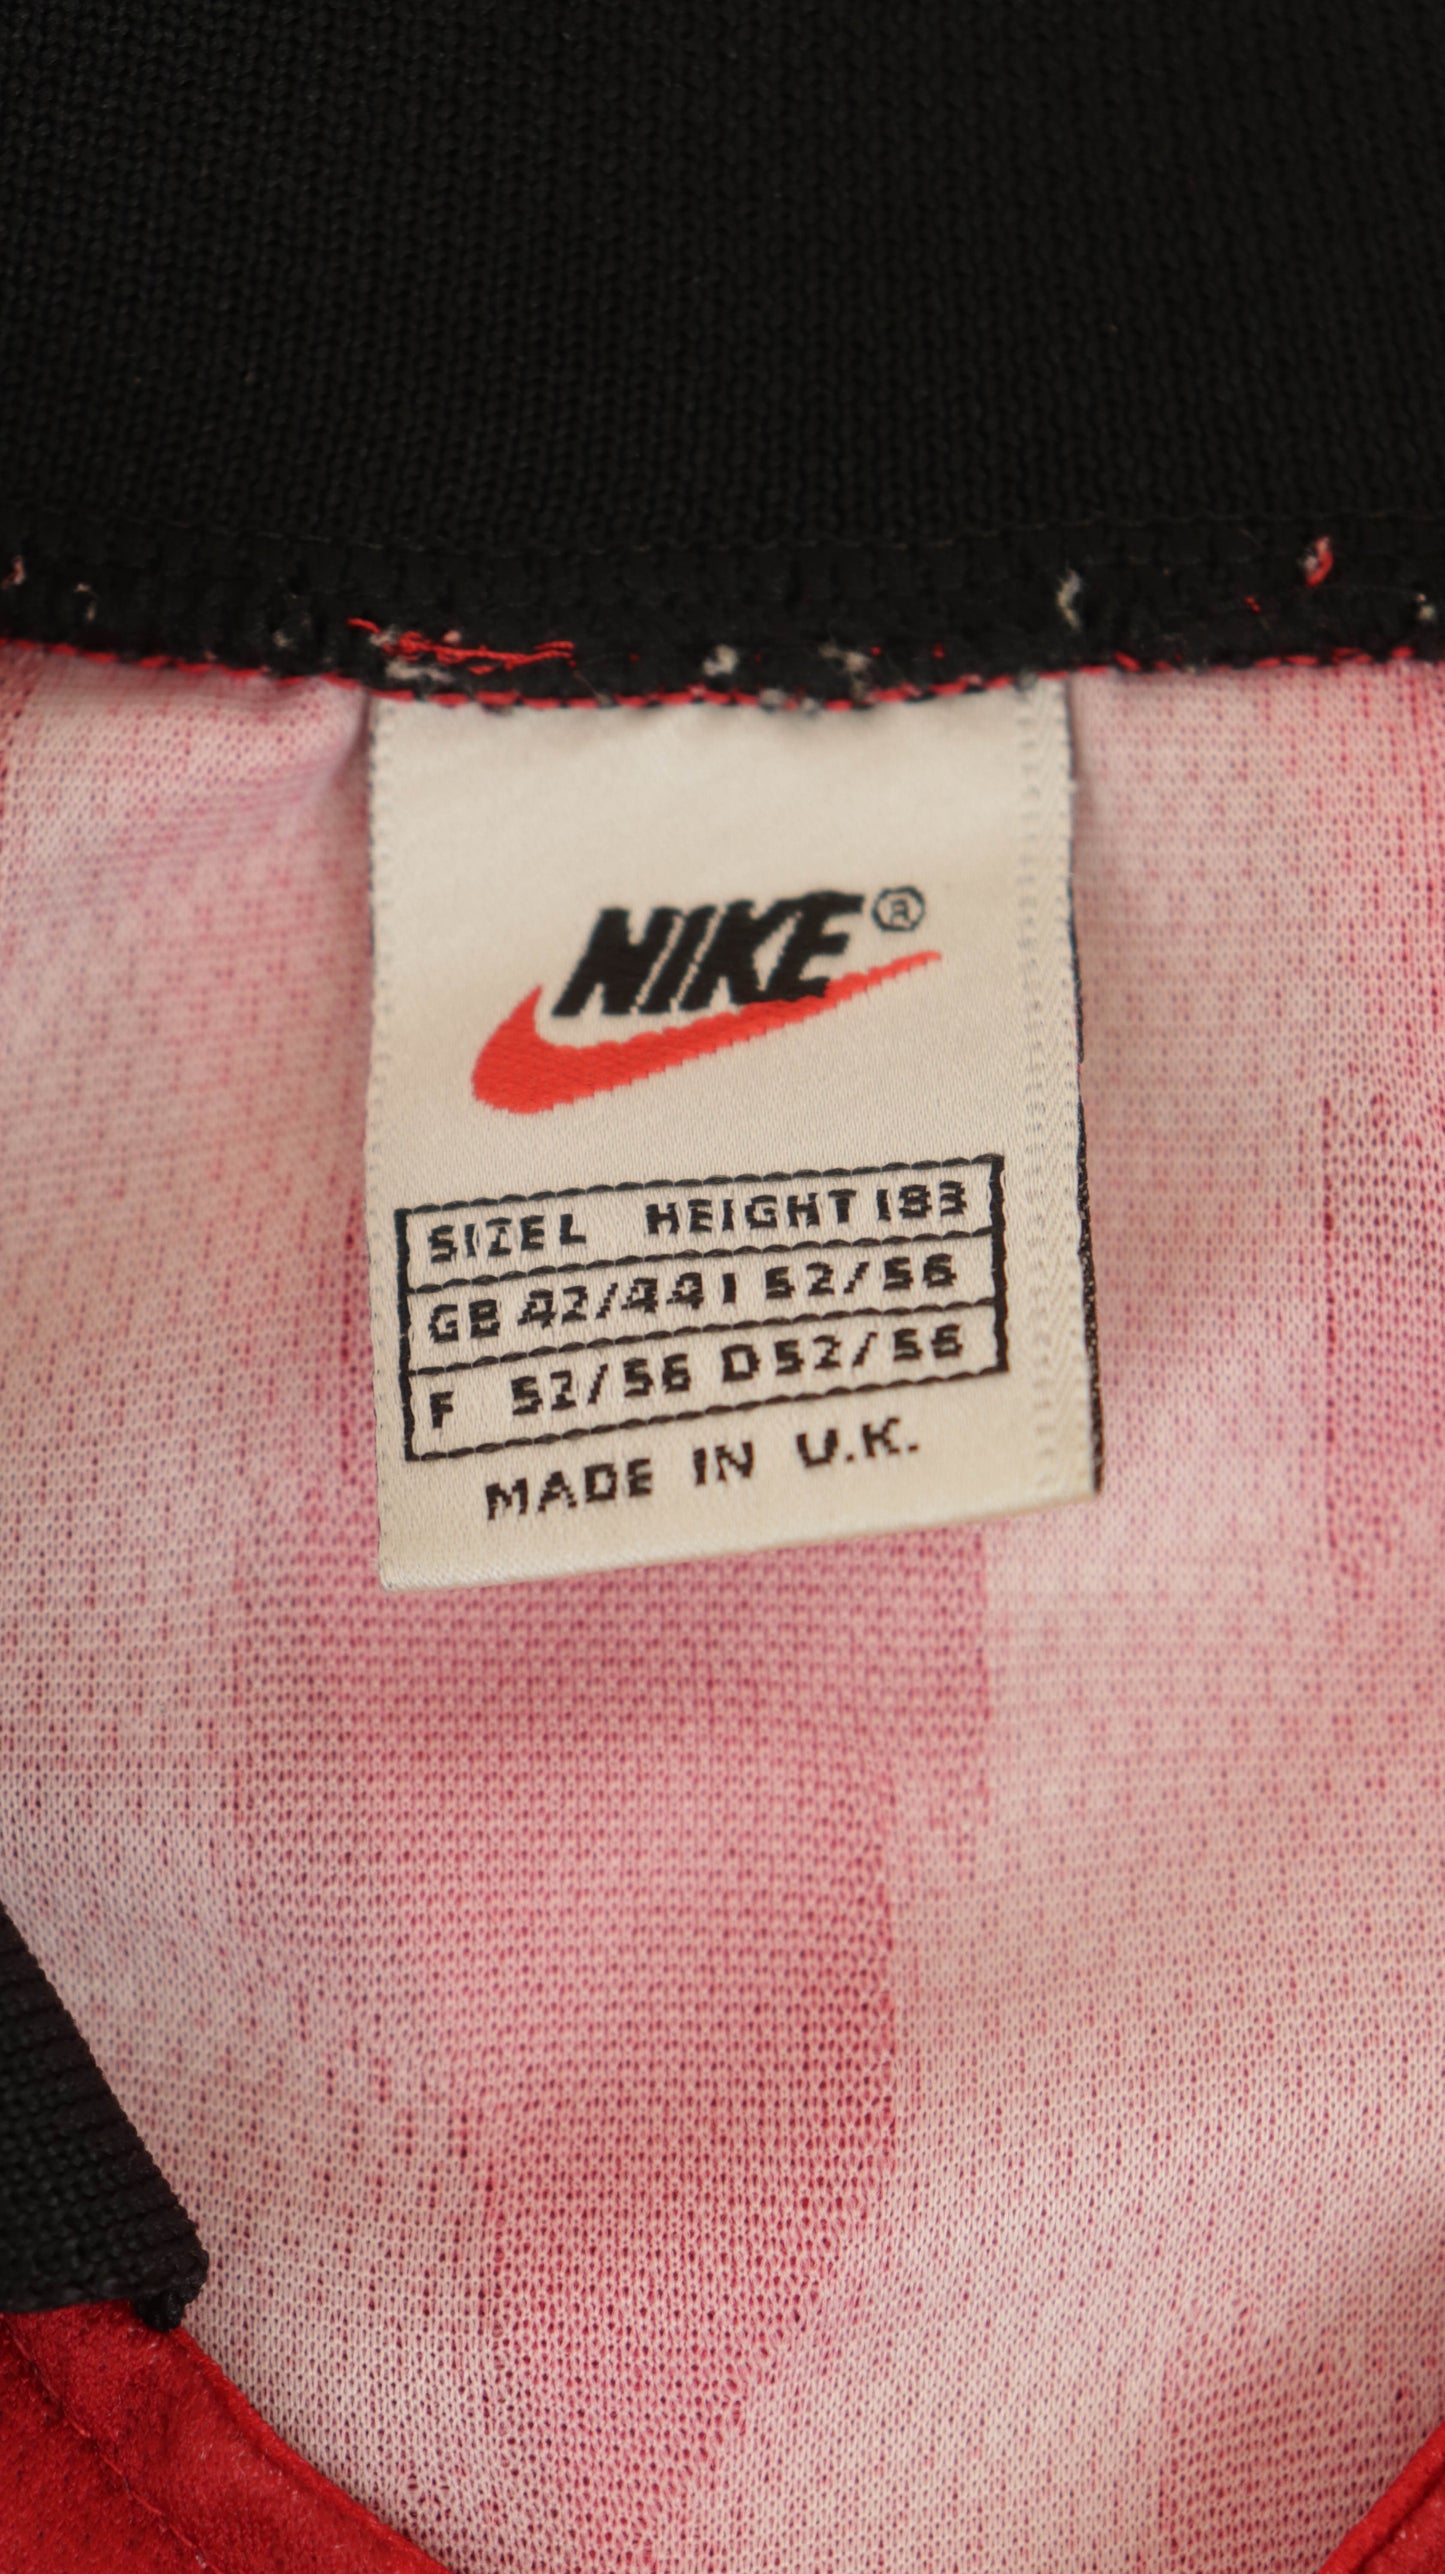 NIKE®
SIZE L HEIGHT 183
GB 42/44 I 52/56
F 52/56 D 52/56
MADE IN U.K.